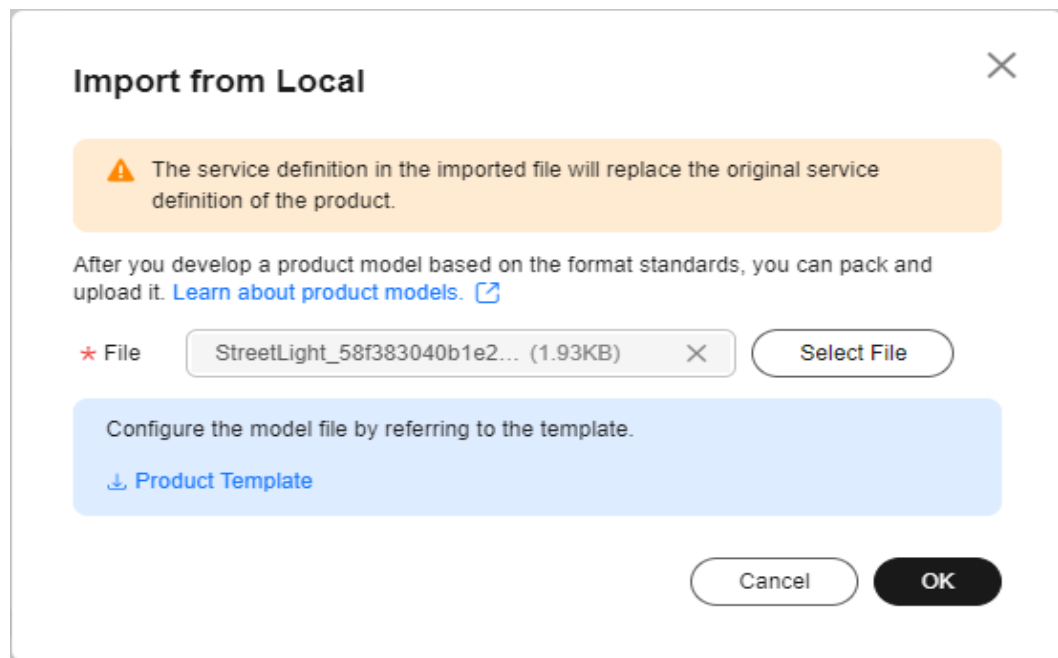 Import from Local
The service definition in the imported file will replace the original service
definition of the product.
After you develop a product model based on the format standards, you can pack and
upload it. Learn about product models.
* File StreetLight_58f383040b1e2... (1.93KB) Select File
Configure the model file by referring to the template.
Product Template
Cancel OK